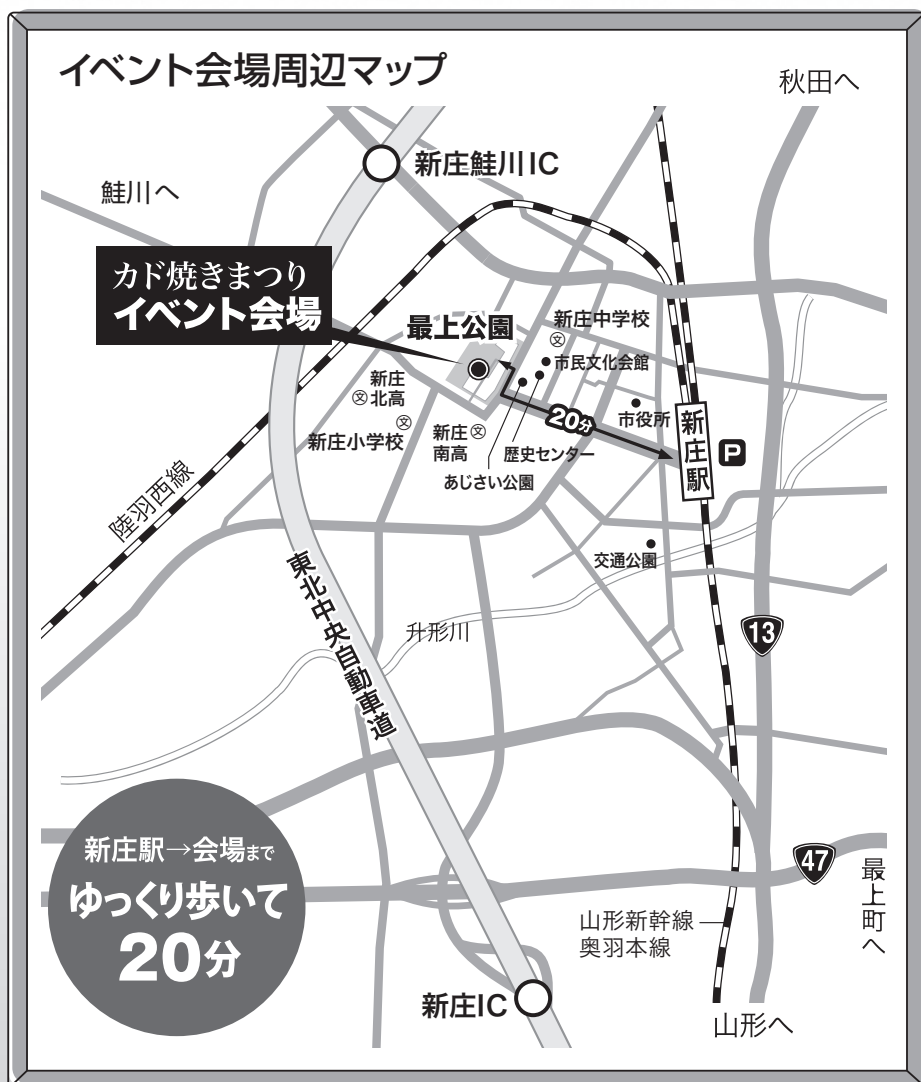 イベント会場周辺マップ
秋田へ
新庄鮭川IC
鮭川へ
カド焼きまつり
イベント会場
最上公園
新庄中学校
文
市民文化会館
新庄
北高
文
文
新庄小学校
新庄
南高
文
歴史センター
あじさい公園
20分
市役所
新庄駅
P
陸羽西線
交通公園
東北中央自動車道
升形川
13
新庄駅→会場まで
ゆっくり歩いて
20分
47
最上町へ
山形新幹線
奥羽本線
新庄IC
山形へ